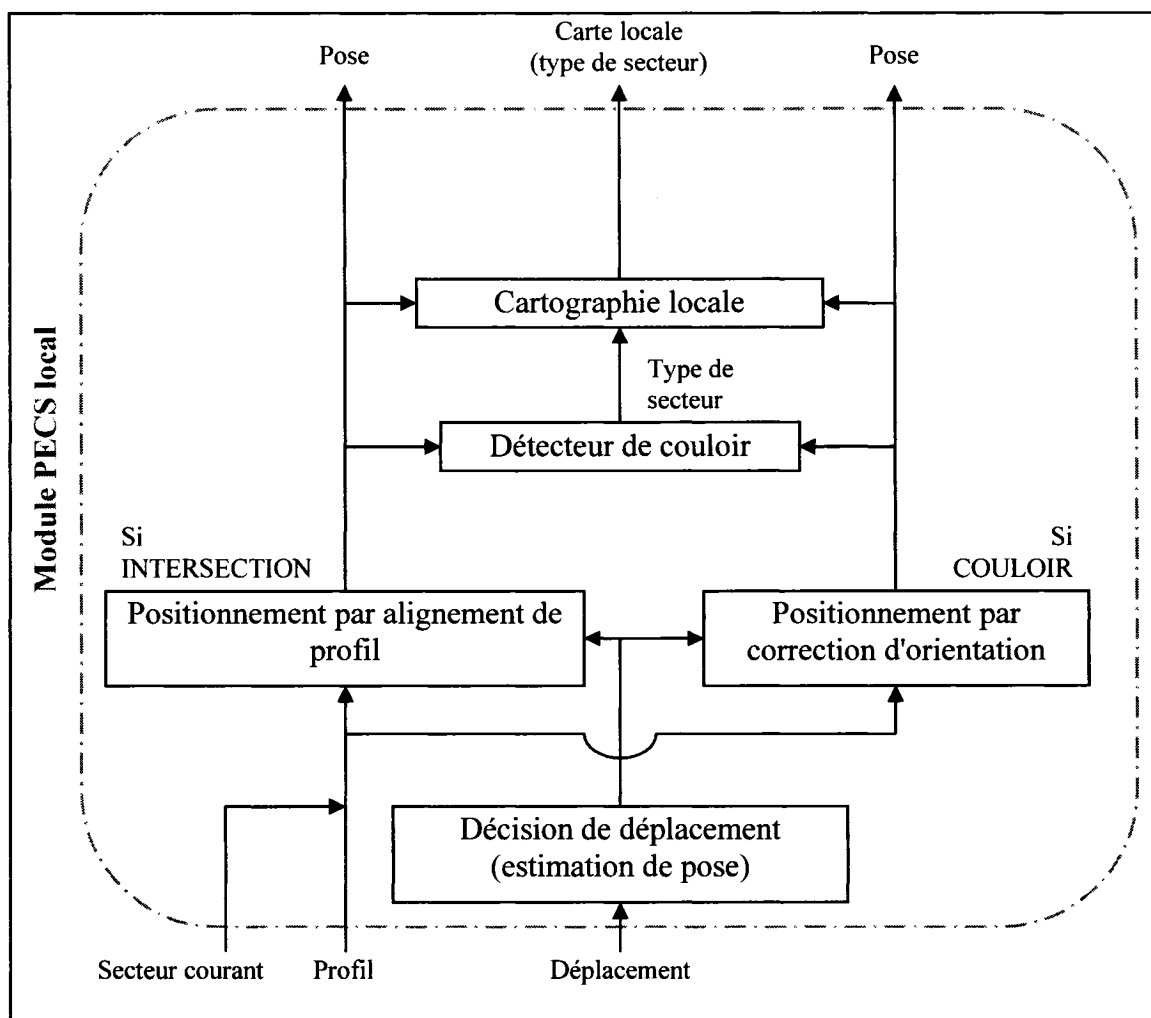 Carte locale
(type de secteur)
Pose
Pose
Cartographie locale
Type de
secteur
Détecteur de couloir
Module PECS local
Si
INTERSECTION
Si
COULOIR
Positionnement par alignement de
profil
Positionnement par
correction d'orientation
Décision de déplacement
(estimation de pose)
Secteur courant
Profil
Déplacement